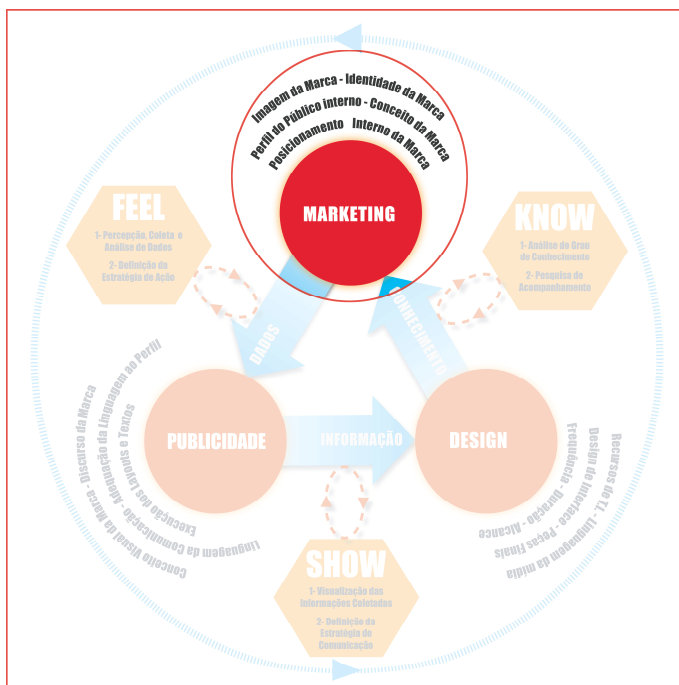 Imagem da Marca - Identidade da Marca
Perfil do Público interno - Conceito da Marca
Posicionamento Interno da Marca
MARKETING
FEEL
1- Percepção, Coleta e
Análise de Dados
2- Definição da
Estratégia de Ação
KNOW
1- Análise do Grau
de Conhecimento
2- Pesquisa de
Acompanhamento
DADOS
CONHECIMENTO
PUBLICIDADE
INFORMAÇÃO
DESIGN
Conceito Visual da Marca - Discurso da Marca
Linguagem da Comunicação - Adequação da Linguagem ao Perfil
Execução dos Layouts e Textos
Recursos de T.I. - Linguagem da mídia
Design de Interface - Peças Finais
Frequência - Duração - Alcance
SHOW
1- Visualização das
Informações Coletadas
2- Definição da
Estratégia de
Comunicação